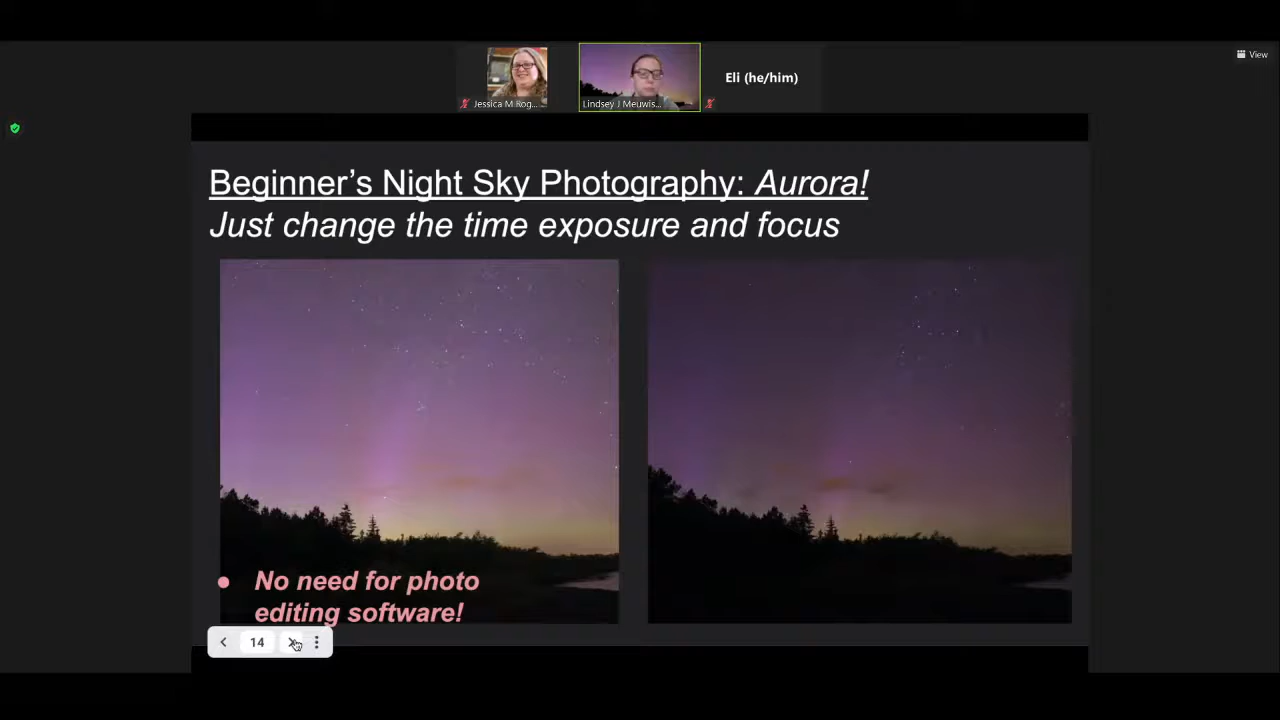 View
Eli (he/him)
Jessica M Rog...
Lindsey J Meuwis...
Beginner's Night Sky Photography: Aurora!
Just change the time exposure and focus
● No need for photo
editing software!
14